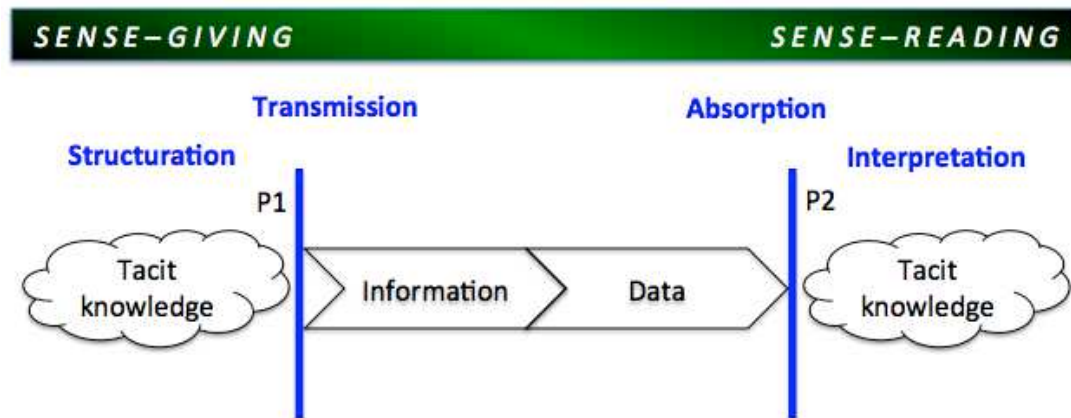 SENSE–GIVING SENSE–READING
Transmission Absorption
Structuration Interpretation
P1 P2
Tacit
knowledge
Information Data
Tacit
knowledge